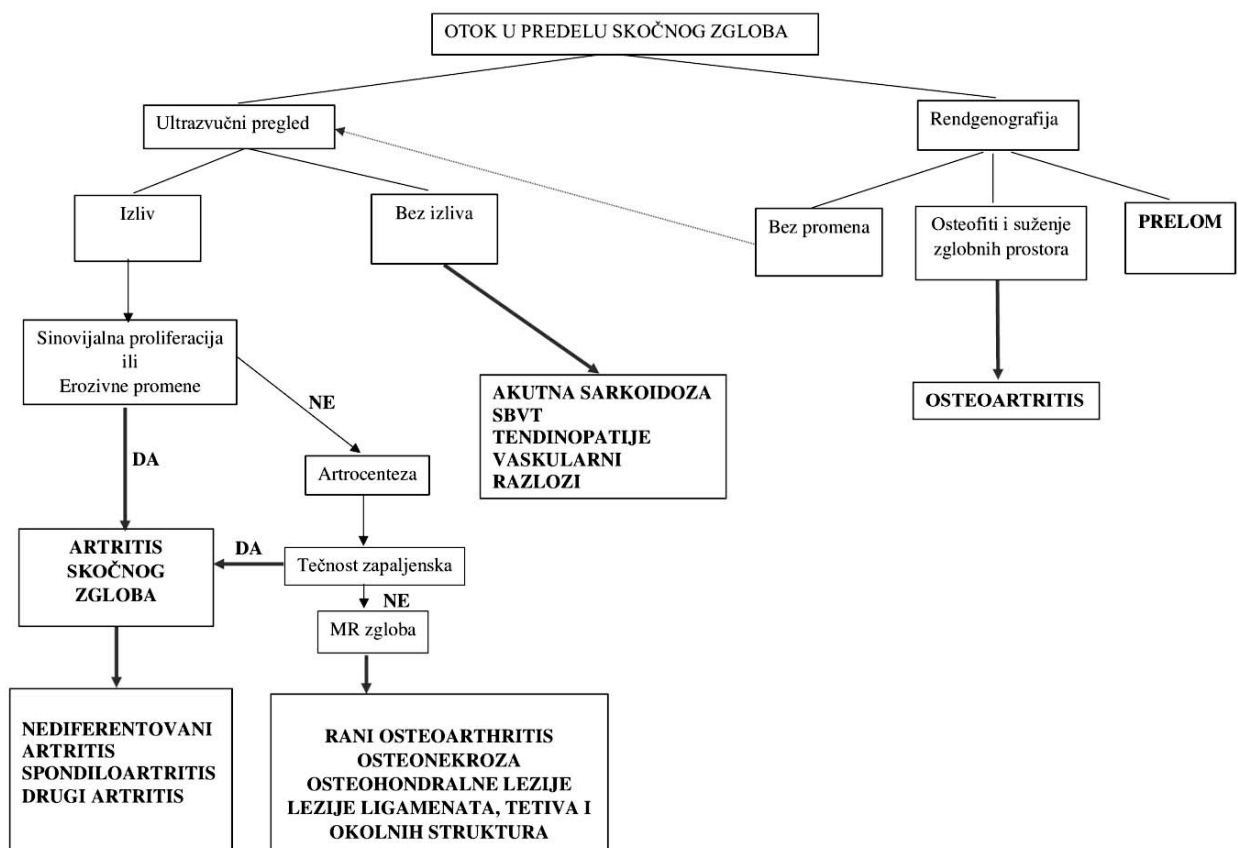 OTOK U PREDELU SKOČNOG ZGLOBA
Ultrazvučni pregled
Rendgenografija
Izliv
Bez izliva
Bez promena
Osteofiti i suženje
zglobnih prostora
PRELOM
Sinovijalna proliferacija
ili
Erozivne promene
NE
DA
Artrocenteza
AKUTNA SARKOIDOZA
SBVT
TENDINOPATIJE
VASKULARNI
RAZLOZI
OSTEOARTRITIS
ARTRITIS
SKOČNOG
ZGLOBA
DA
Tečnost zapaljenska
NE
MR zgloba
NEDIFERENTOVANI
ARTRITIS
SPONDILOARTRITIS
DRUGI ARTRITIS
RANI OSTEOARTHRITIS
OSTEONEKROZA
OSTEOHONDRALNE LEZIJE
LEZIJE LIGAMENATA, TETIVA I
OKOLNIH STRUKTURA